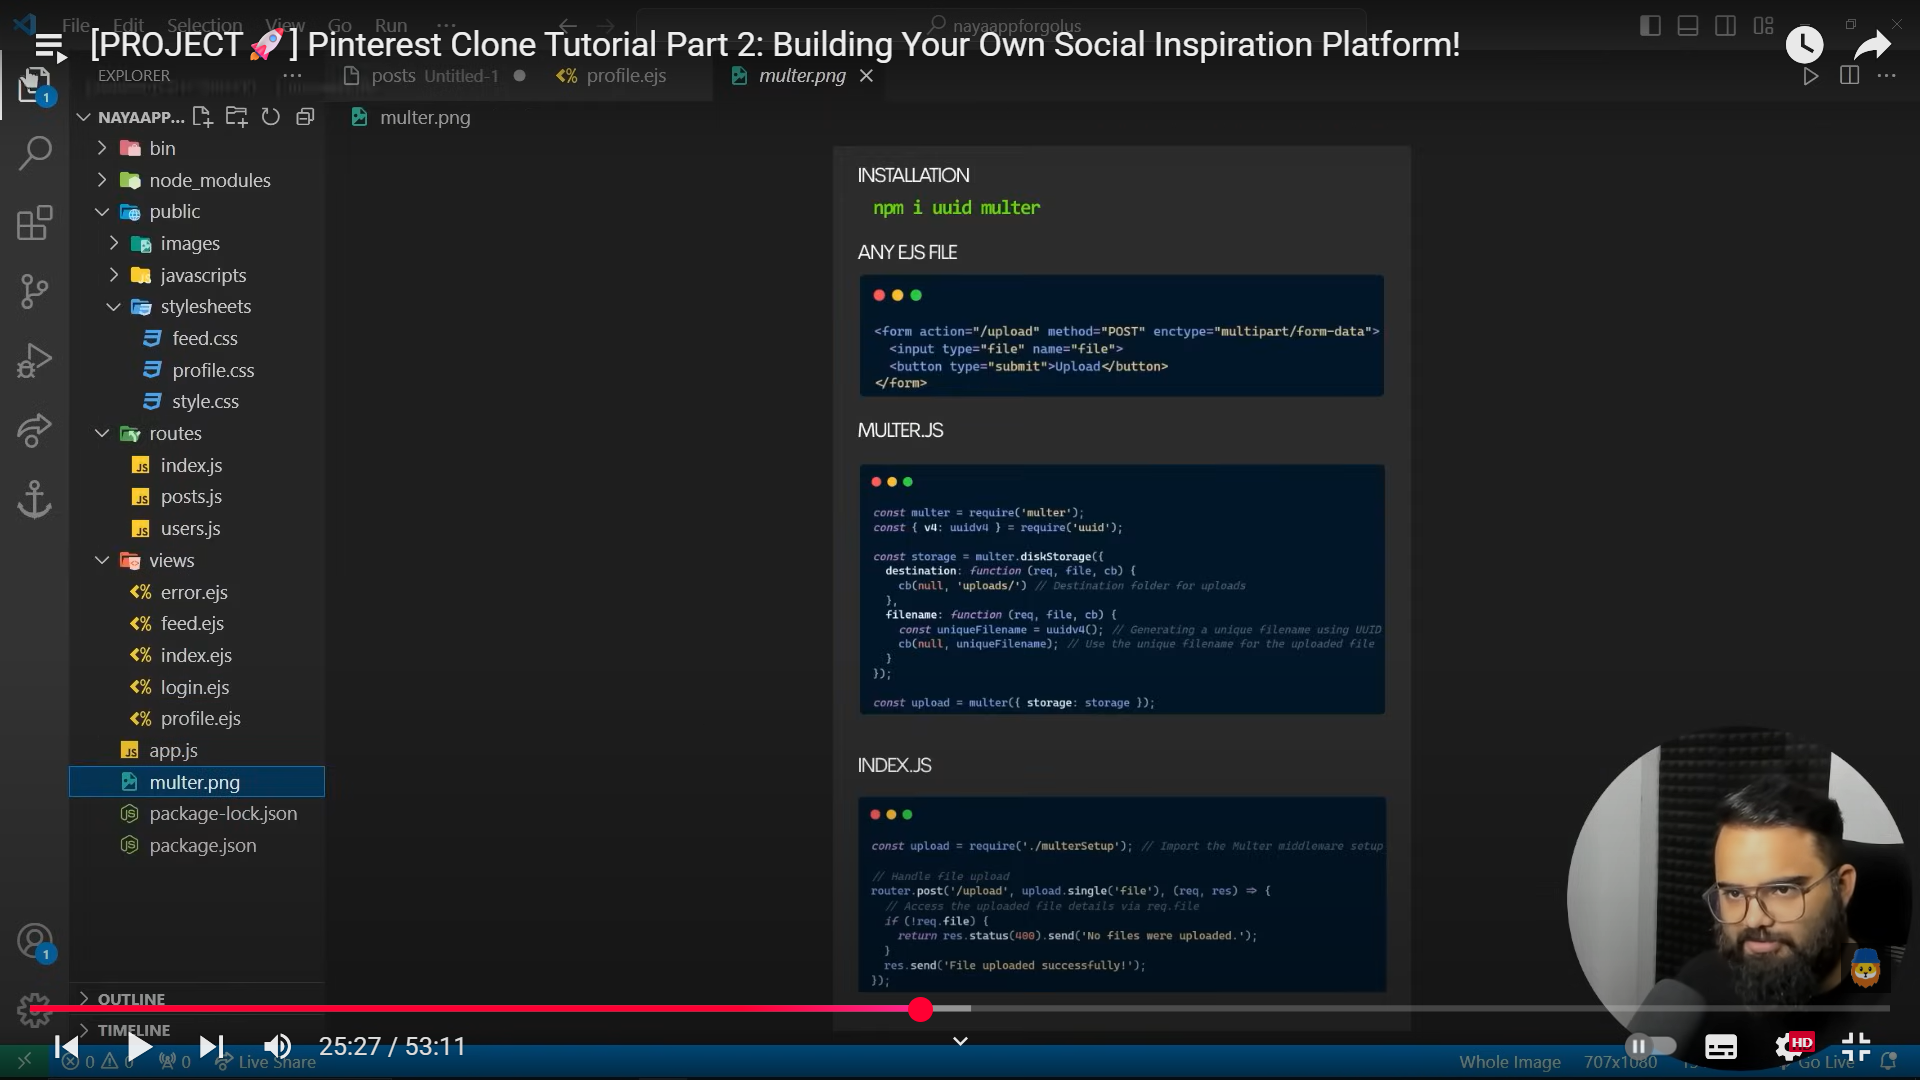 File Edit Selection View Go Run ···
nayaappforgolus
[PROJECT 🚀] Pinterest Clone Tutorial Part 2: Building Your Own Social Inspiration Platform!
EXPLORER
posts Untitled-1
profile.ejs
multer.png
1
NAYAAPP...
multer.png
bin
node_modules
public
images
javascripts
stylesheets
feed.css
profile.css
style.css
routes
index.js
posts.js
users.js
views
error.ejs
feed.ejs
index.ejs
login.ejs
profile.ejs
app.js
multer.png
package-lock.json
package.json
1
OUTLINE
TIMELINE
INSTALLATION
npm i uuid multer
ANY EJS FILE
<form action="/upload" method="POST" enctype="multipart/form-data">
<input type="file" name="file">
<button type="submit">Upload</button>
</form>
MULTER.JS
const multer = require('multer');
const { v4: uuidv4 } = require('uuid');
const storage = multer.diskStorage({
destination: function (req, file, cb) {
cb(null, 'uploads/') // Destination folder for uploads
},
filename: function (req, file, cb) {
const uniqueFilename = uuidv4(); // Generating a unique filename using UUID
cb(null, uniqueFilename); // Use the unique filename for the uploaded file
}
});
const upload = multer({ storage: storage });
INDEX.JS
const upload = require('./multerSetup'); // Import the Multer middleware setup
// Handle file upload
router.post('/upload', upload.single('file'), (req, res) => {
// Access the uploaded file details via req.file
if (!req.file) {
return res.status(400).send('No files were uploaded.');
}
res.send('File uploaded successfully!');
});
25:27 / 53:11
HD
0 0 0 Live Share
Whole Image 707x1080 Go Live